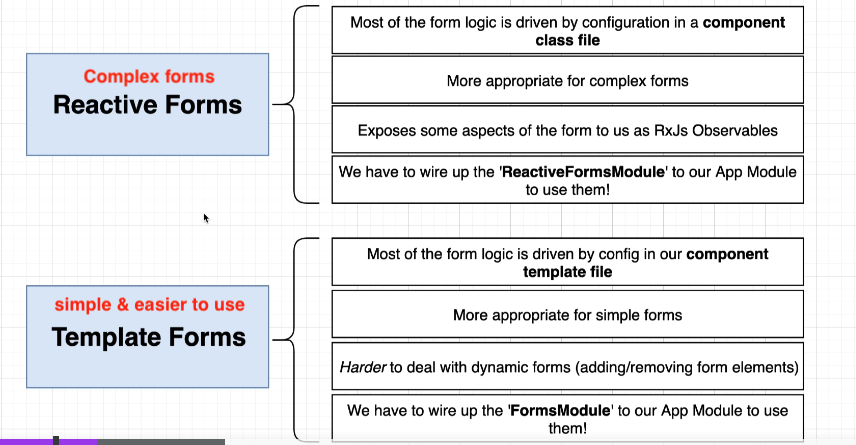 Complex forms
Reactive Forms
Most of the form logic is driven by configuration in a component
class file
More appropriate for complex forms
Exposes some aspects of the form to us as RxJs Observables
We have to wire up the 'ReactiveFormsModule' to our App Module
to use them!
simple & easier to use
Template Forms
Most of the form logic is driven by config in our component
template file
More appropriate for simple forms
Harder to deal with dynamic forms (adding/removing form elements)
We have to wire up the 'FormsModule' to our App Module to use
them!